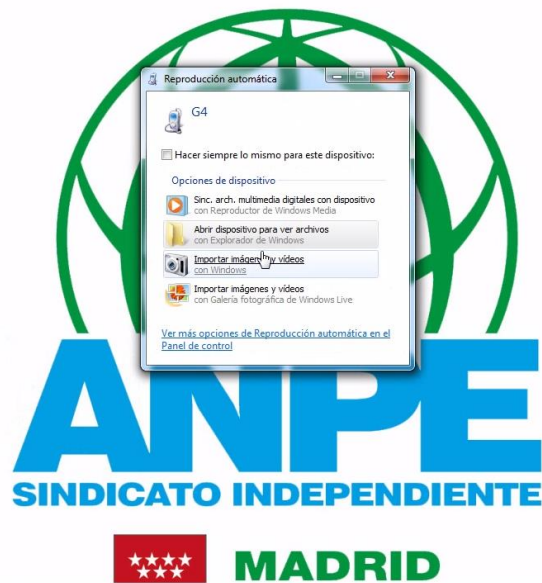 Reproducción automática
G4
Hacer siempre lo mismo para este dispositivo:
Opciones de dispositivo
Sinc. arch. multimedia digitales con dispositivo
con Reproductor de Windows Media
Abrir dispositivo para ver archivos
con Explorador de Windows
Importar imágenes y vídeos
con Windows
Importar imágenes y vídeos
con Galería fotográfica de Windows Live
Ver más opciones de Reproducción automática en el
Panel de control
ANPE
SINDICATO INDEPENDIENTE
MADRID